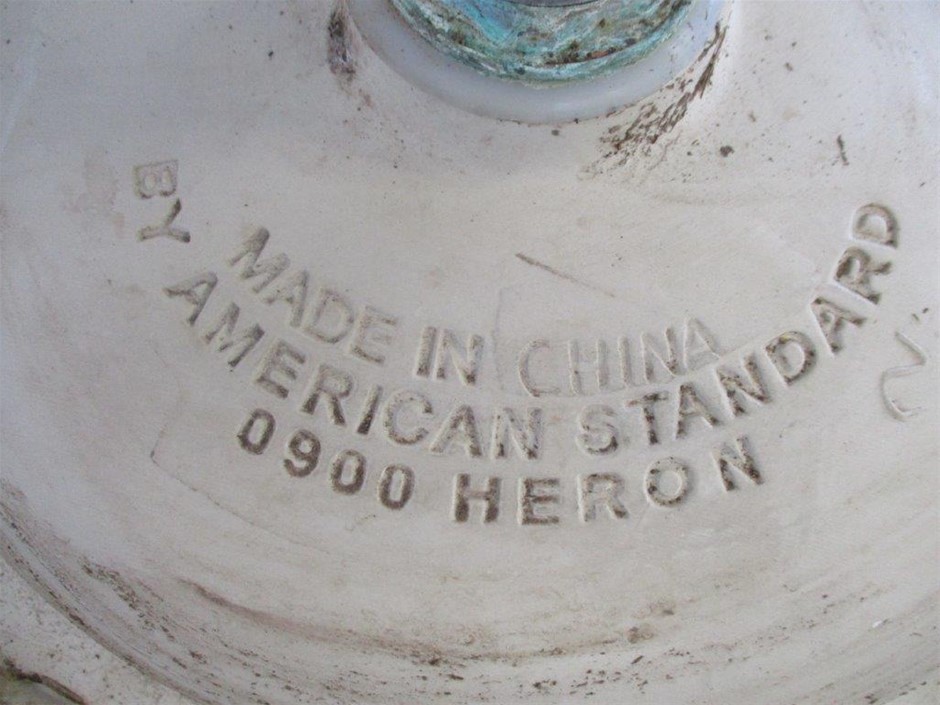 MADE IN CHINA
BY AMERICAN STANDARD
0900 HERON